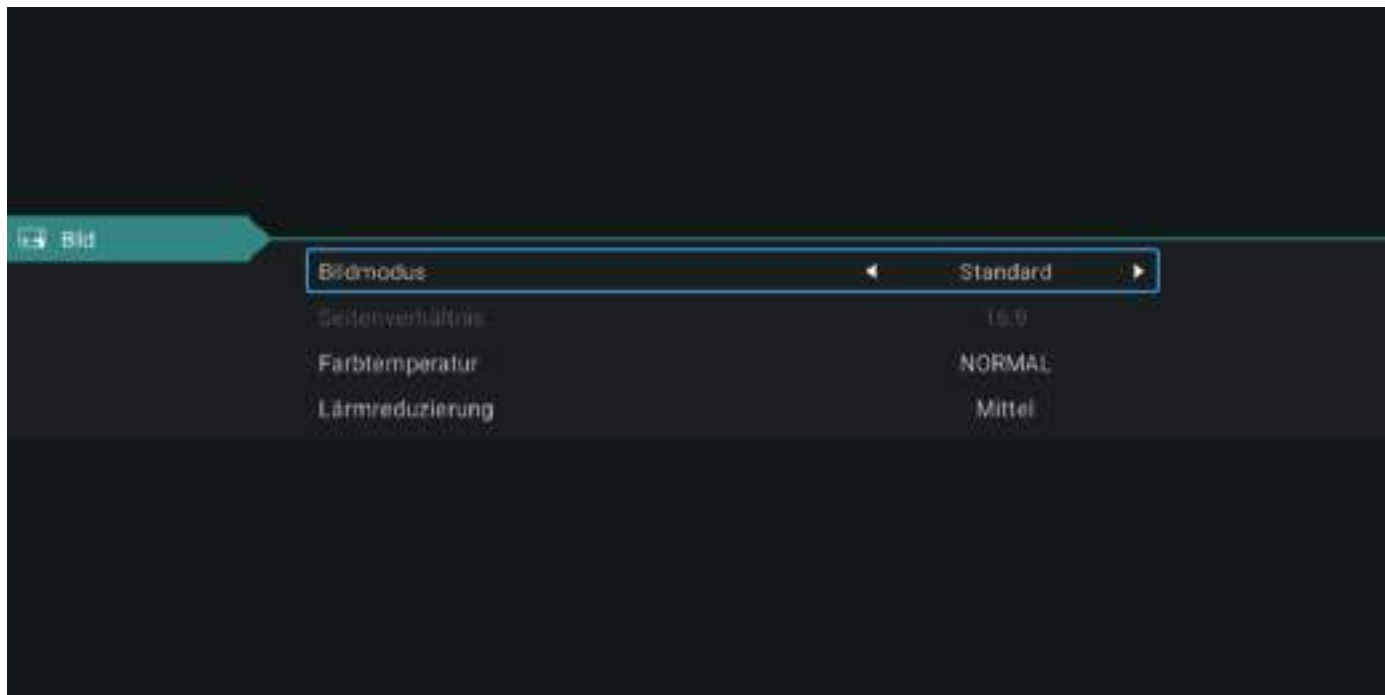 Bild
Bildmodus Standard
Seitenverhältnis 16:9
Farbtemperatur NORMAL
Lärmreduzierung Mittel